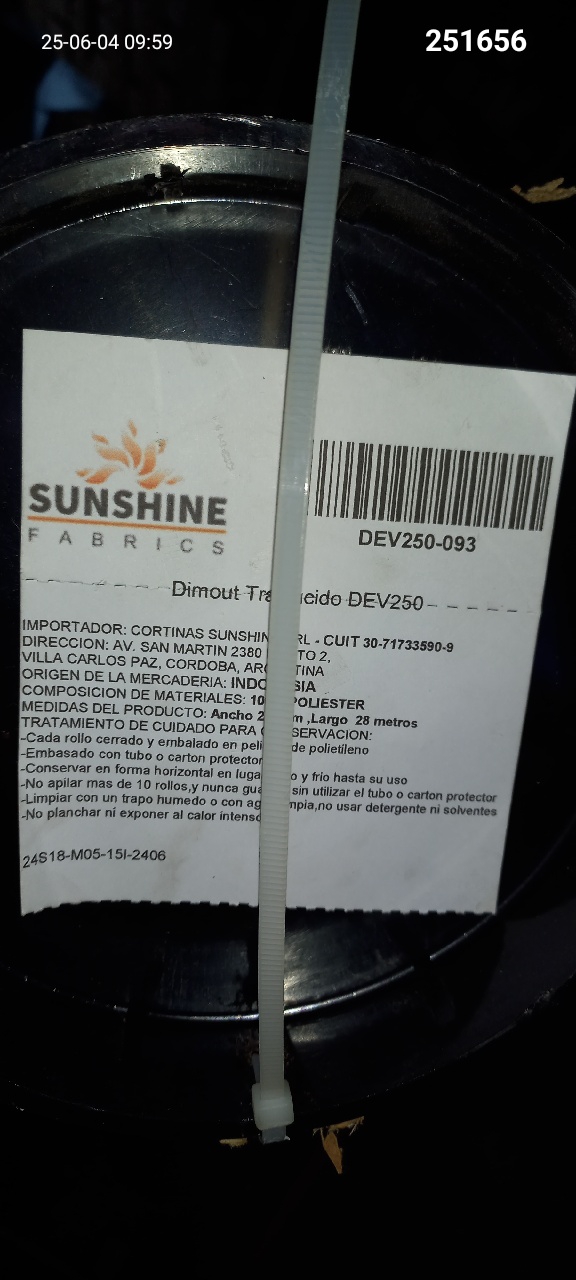 25-06-04 09:59
251656
SUNSHINE
FABRICS
DEV250-093
Dimout DEV250
IMPORTADOR: CORTINAS - CUIT 30-71733590-9
DIRECCION: AV. SAN MARTIN 2380 2,
VILLA CARLOS PAZ, CORDOBA,
ORIGEN DE LA MERCADERIA:
COMPOSICION DE MATERIALES: POLIESTER
MEDIDAS DEL PRODUCTO: Ancho ,Largo 28 metros
TRATAMIENTO DE CUIDADO PARA
-Cada rollo cerrado y embalado en de polietileno
-Embasado con tubo o carton protector
-Conservar en forma horizontal en y frío hasta su uso
-No apilar mas de 10 rollos,y nunca sin utilizar el tubo o carton protector
-Limpiar con un trapo humedo o con no usar detergente ni solventes
-No planchar ni exponer al calor intenso
24S18-M05-15I-2406